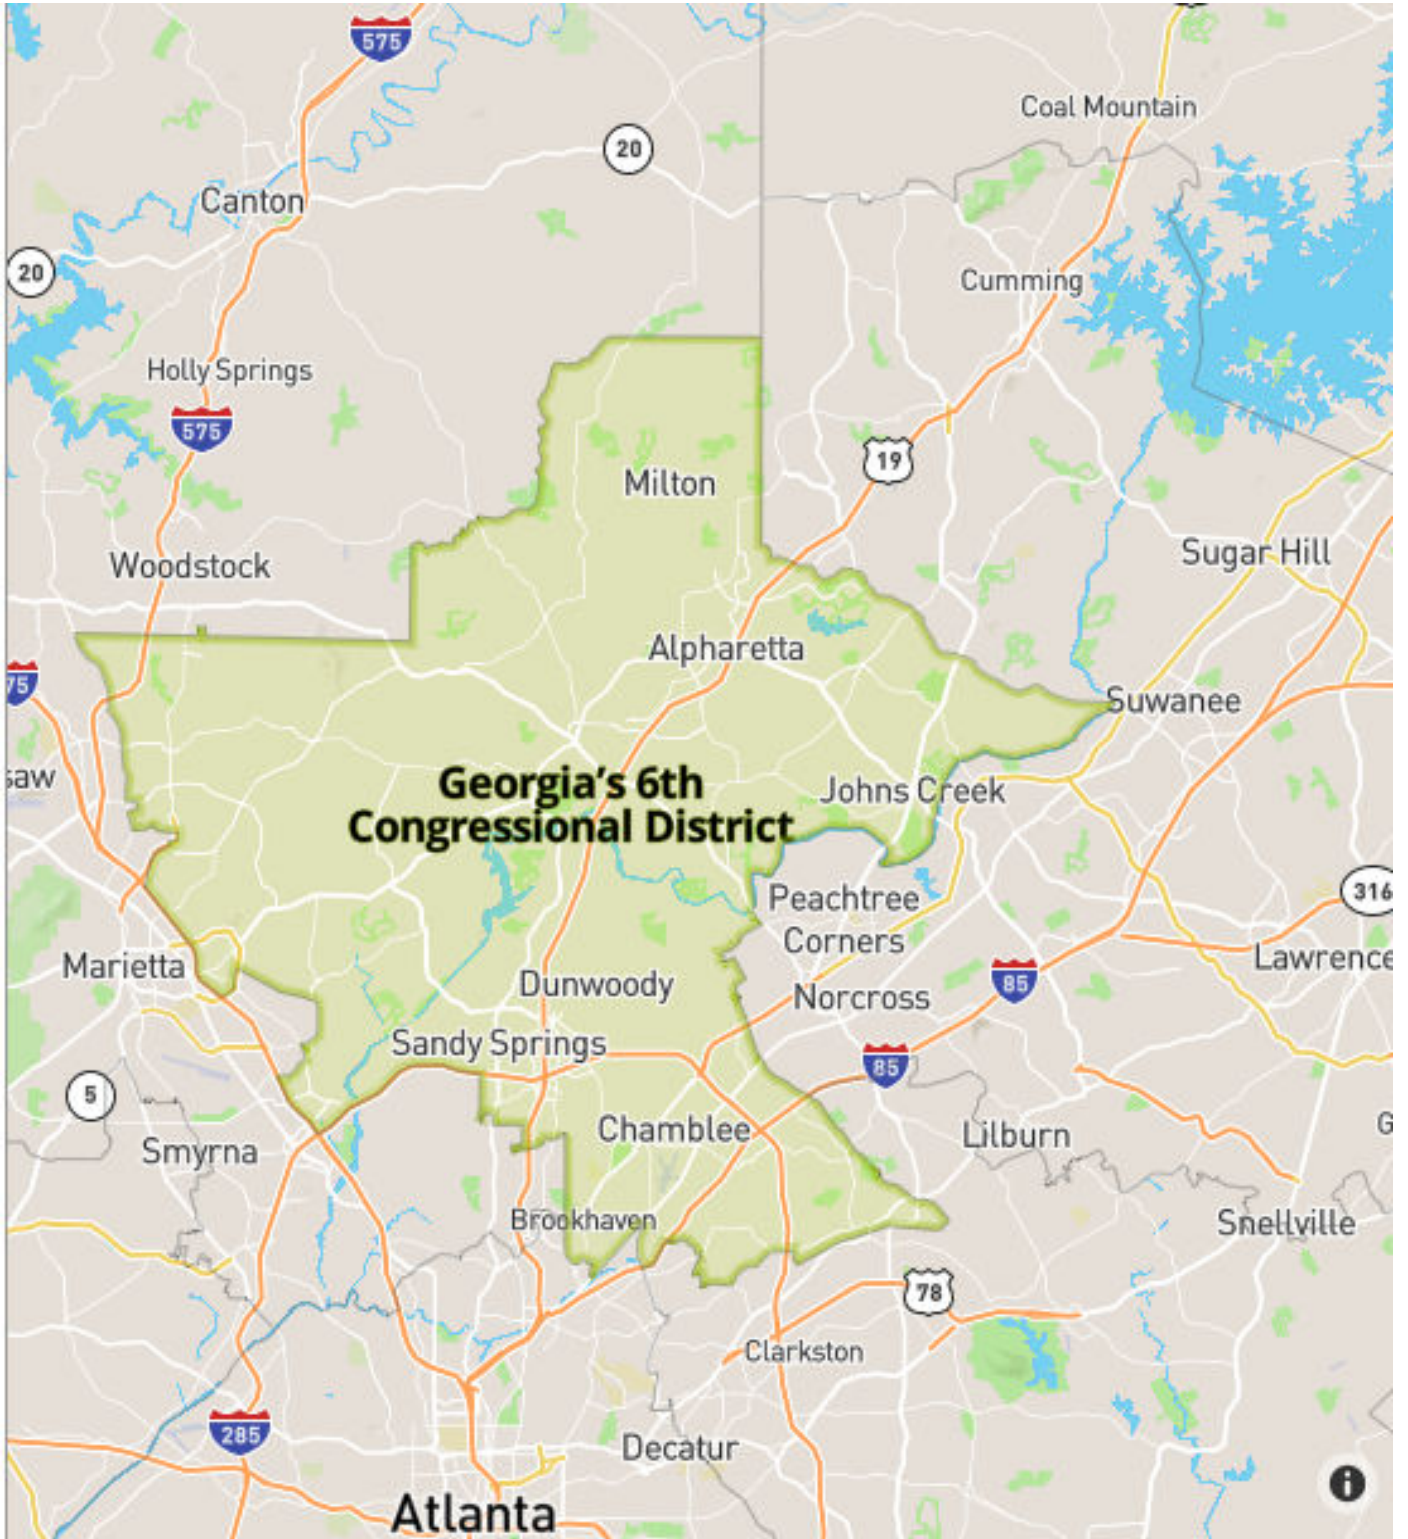 575
Coal Mountain
20
Canton
20
Cumming
Holly Springs
575
19
Milton
Sugar Hill
Woodstock
Alpharetta
75
Suwanee
saw
Georgia's 6th
Congressional District
Johns Creek
Peachtree
Corners
316
Marietta
Lawrence
Dunwoody
85
Norcross
Sandy Springs
85
5
Chamblee
Lilburn
G
Smyrna
Brookhaven
Snellville
78
Clarkston
285
Decatur
i
Atlanta